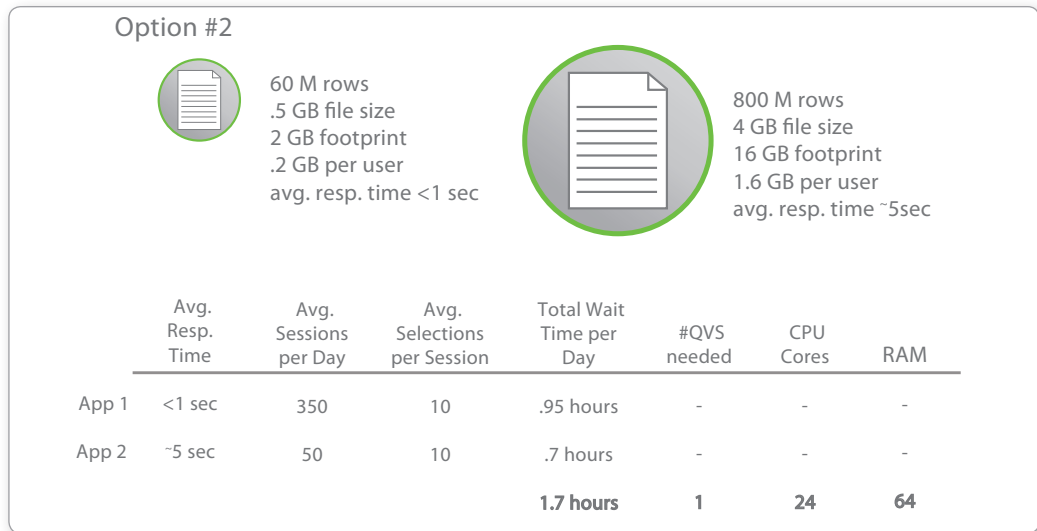 Option #2
60 M rows
.5 GB file size
2 GB footprint
.2 GB per user
avg. resp. time <1 sec
800 M rows
4 GB file size
16 GB footprint
1.6 GB per user
avg. resp. time ~5sec
Avg. Resp. Time
Avg. Sessions per Day
Avg. Selections per Session
Total Wait Time per Day
#QVS needed
CPU Cores
RAM
App 1 <1 sec 350 10 .95 hours - - -
App 2 ~5 sec 50 10 .7 hours - - -
1.7 hours 1 24 64